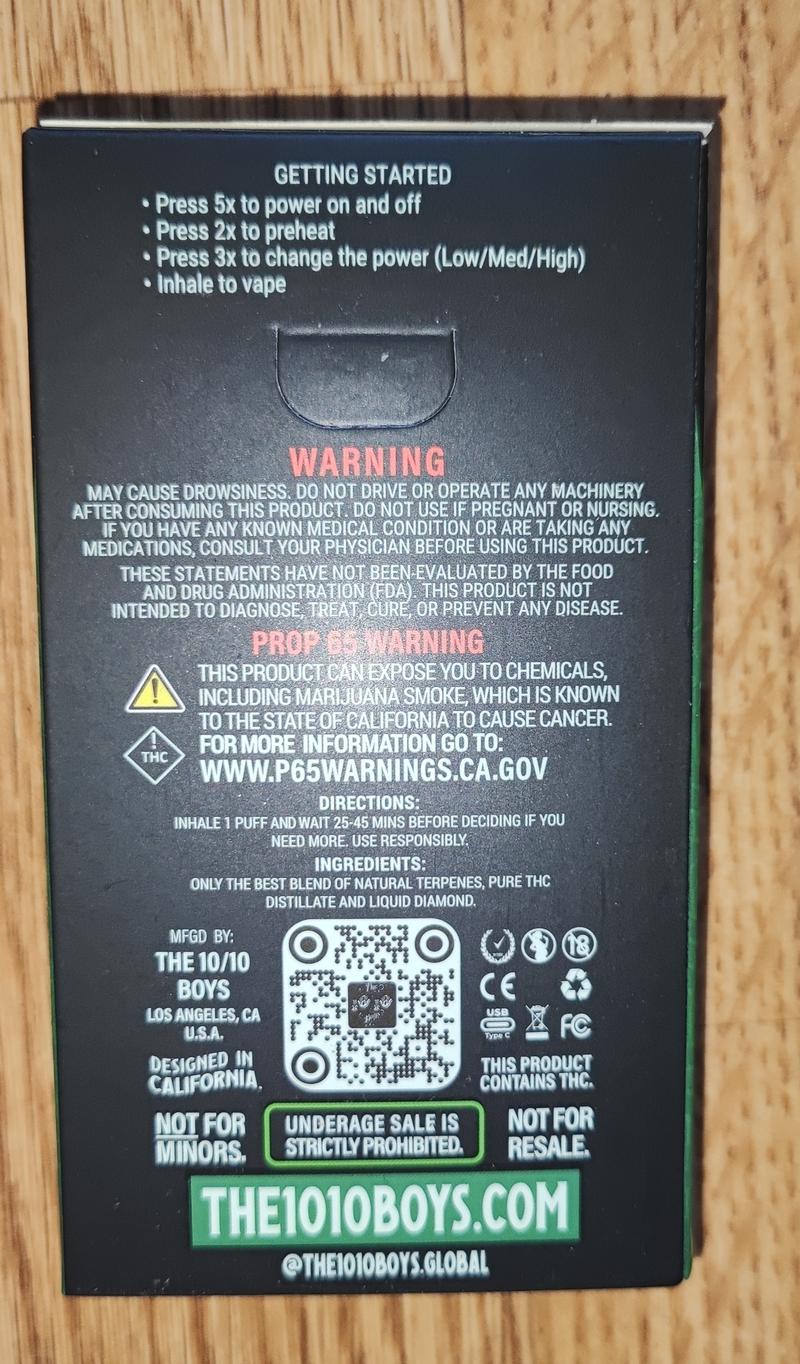 GETTING STARTED
• Press 5x to power on and off
• Press 2x to preheat
• Press 3x to change the power (Low/Med/High)
• Inhale to vape
WARNING
MAY CAUSE DROWSINESS. DO NOT DRIVE OR OPERATE ANY MACHINERY
AFTER CONSUMING THIS PRODUCT. DO NOT USE IF PREGNANT OR NURSING.
IF YOU HAVE ANY KNOWN MEDICAL CONDITION OR ARE TAKING ANY
MEDICATIONS, CONSULT YOUR PHYSICIAN BEFORE USING THIS PRODUCT.
THESE STATEMENTS HAVE NOT BEEN EVALUATED BY THE FOOD
AND DRUG ADMINISTRATION (FDA). THIS PRODUCT IS NOT
INTENDED TO DIAGNOSE, TREAT, CURE, OR PREVENT ANY DISEASE.
PROP 65 WARNING
THIS PRODUCT CAN EXPOSE YOU TO CHEMICALS,
INCLUDING MARIJUANA SMOKE, WHICH IS KNOWN
TO THE STATE OF CALIFORNIA TO CAUSE CANCER.
! THC
FOR MORE INFORMATION GO TO:
WWW.P65WARNINGS.CA.GOV
DIRECTIONS:
INHALE 1 PUFF AND WAIT 25-45 MINS BEFORE DECIDING IF YOU
NEED MORE. USE RESPONSIBLY.
INGREDIENTS:
ONLY THE BEST BLEND OF NATURAL TERPENES, PURE THC
DISTILLATE AND LIQUID DIAMOND.
MFGD BY:
THE 10/10
BOYS
LOS ANGELES, CA
U.S.A.
DESIGNED IN
CALIFORNIA.
18
CE
USB
Type C
FC
THIS PRODUCT
CONTAINS THC.
NOT FOR
MINORS.
UNDERAGE SALE IS
STRICTLY PROHIBITED.
NOT FOR
RESALE.
THE1010BOYS.COM
@THE1010BOYS.GLOBAL